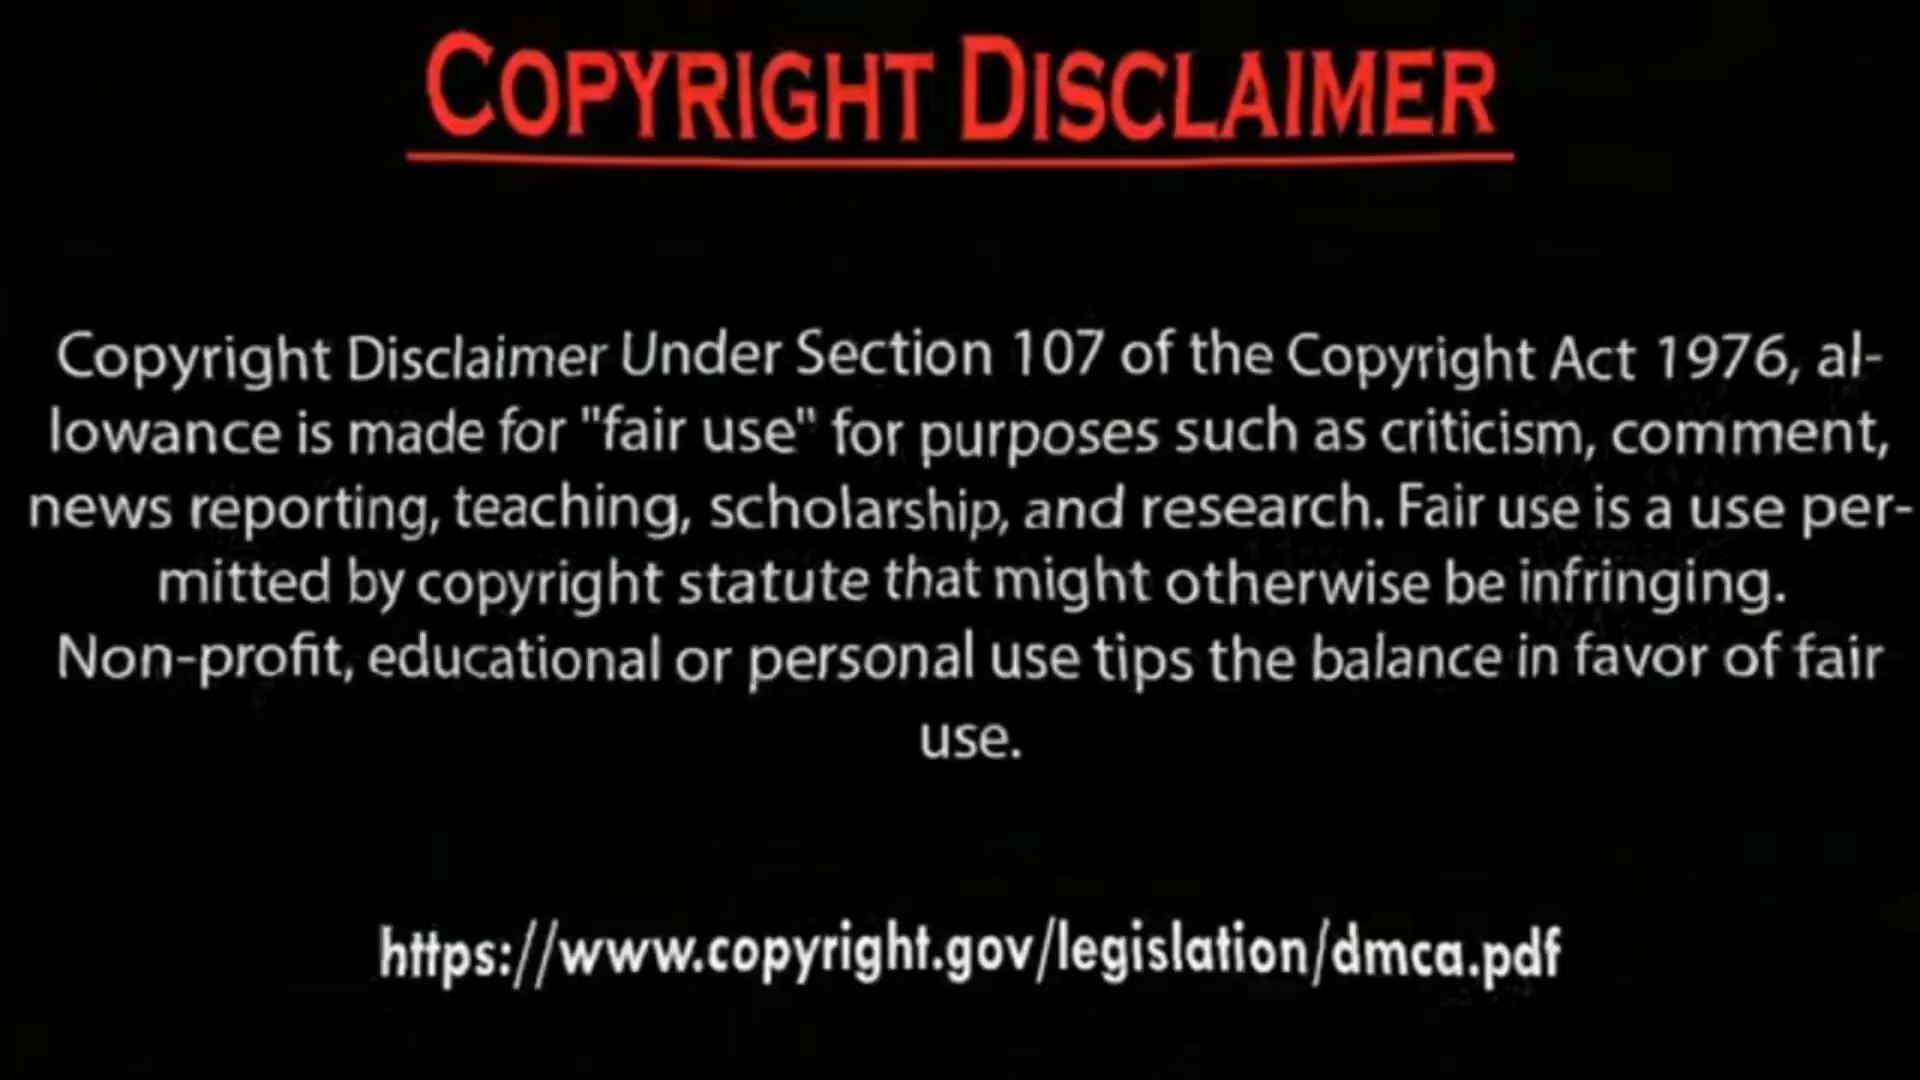 COPYRIGHT DISCLAIMER
Copyright Disclaimer Under Section 107 of the Copyright Act 1976, al-
lowance is made for "fair use" for purposes such as criticism, comment,
news reporting, teaching, scholarship, and research. Fair use is a use per-
mitted by copyright statute that might otherwise be infringing.
Non-profit, educational or personal use tips the balance in favor of fair
use.
https://www.copyright.gov/legislation/dmca.pdf